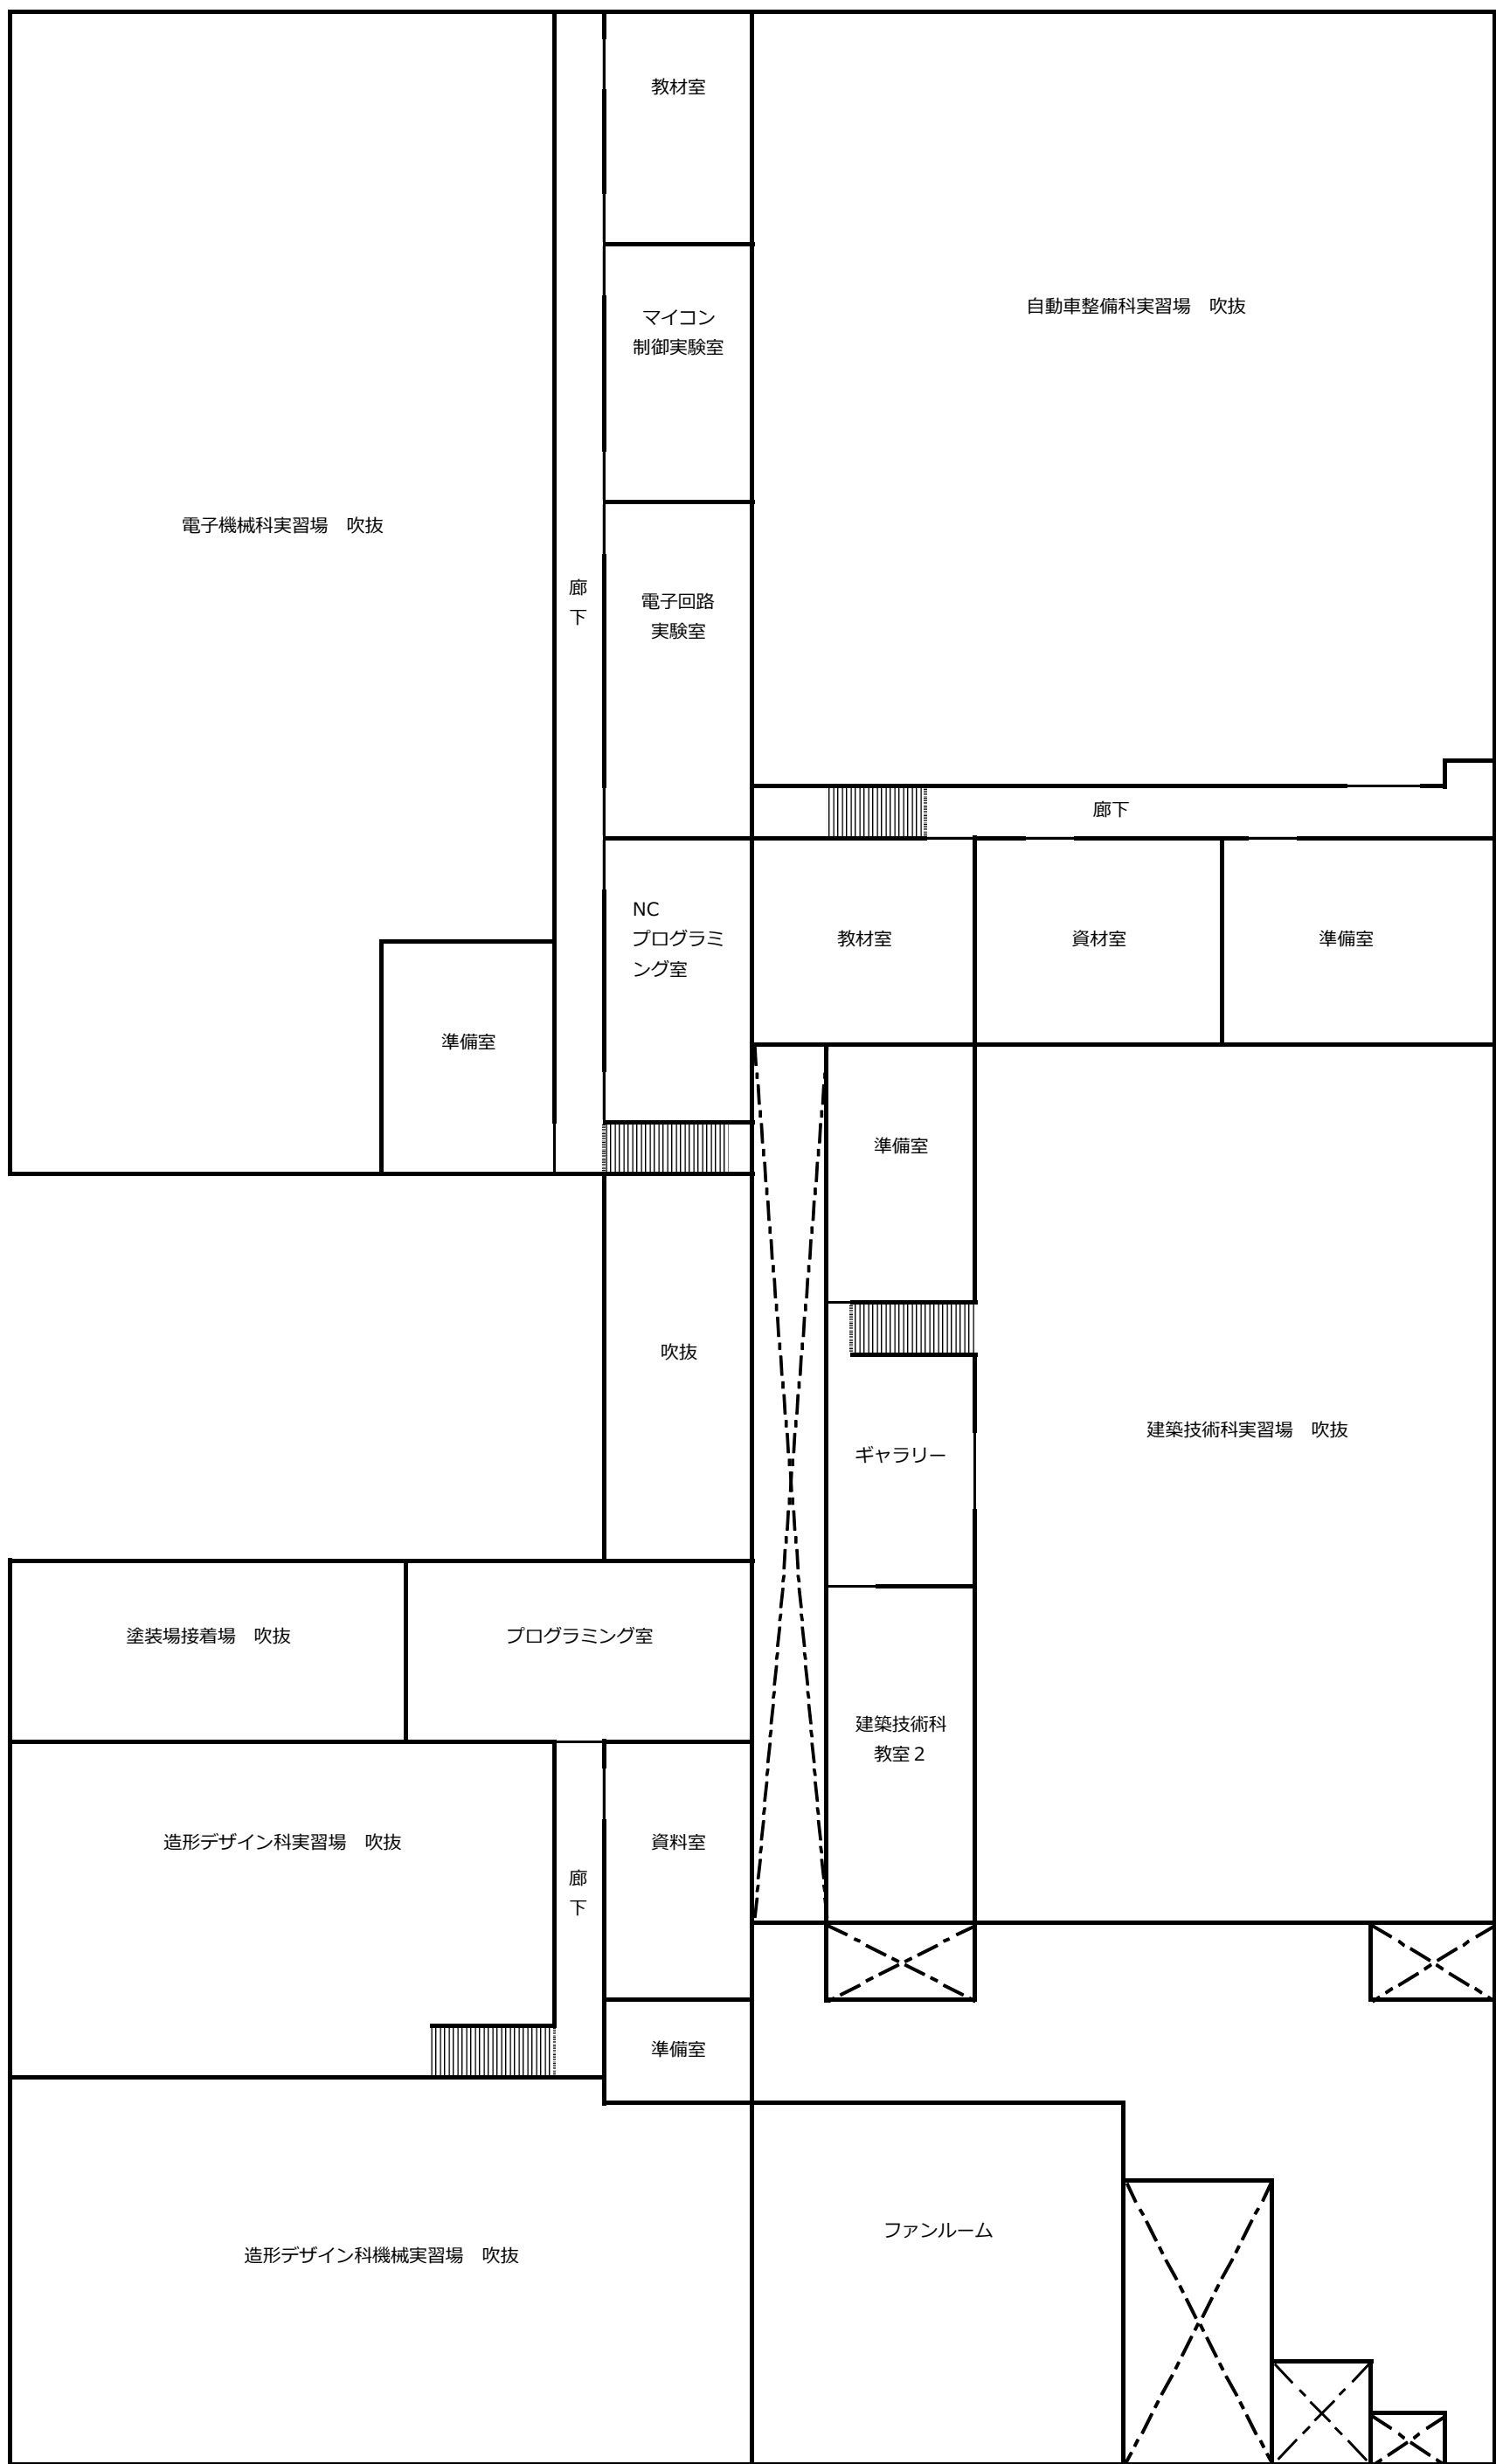 教材室
自動車整備科実習場　吹抜
マイコン
制御実験室
電子機械科実習場　吹抜
廊
下
電子回路
実験室
廊下
NC
プログラミ
ング室
教材室
資材室
準備室
準備室
準備室
吹抜
ギャラリー
建築技術科実習場　吹抜
塗装場接着場　吹抜
プログラミング室
建築技術科
教室２
造形デザイン科実習場　吹抜
廊
下
資料室
準備室
造形デザイン科機械実習場　吹抜
ファンルーム